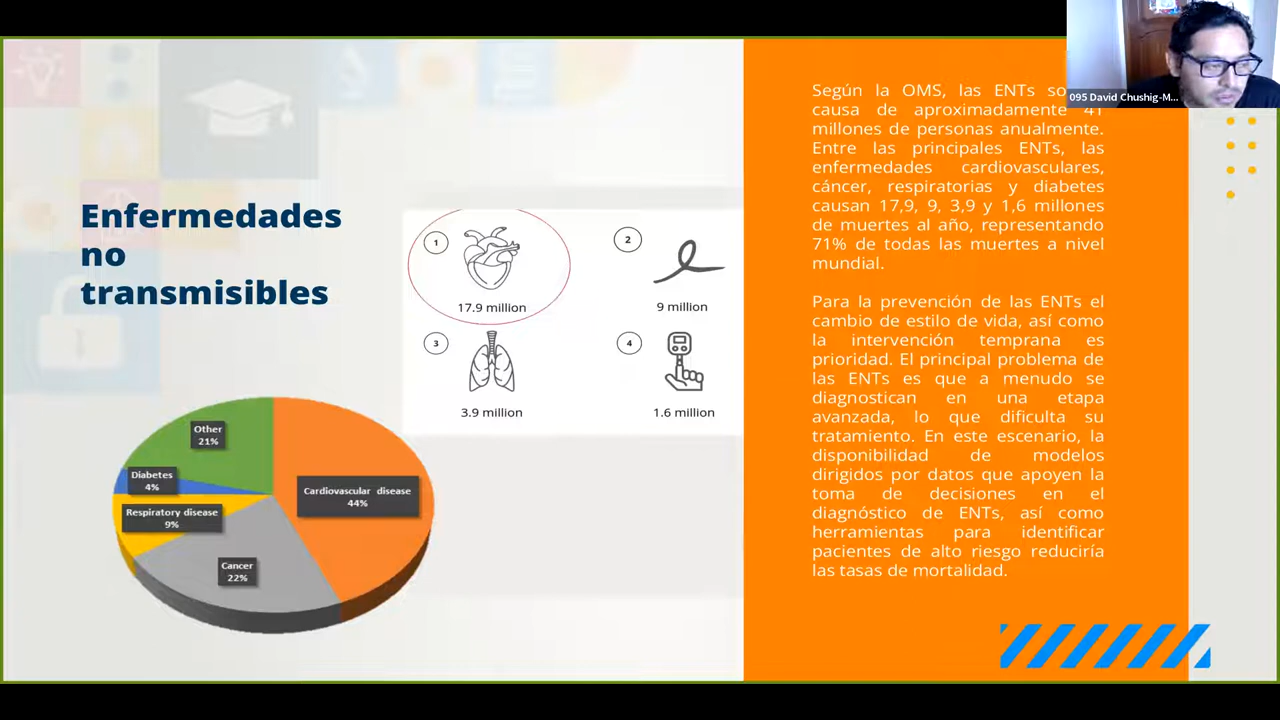 Enfermedades
no
transmisibles
1
17.9 million
2
9 million
3
3.9 million
4
1.6 million
Other
21%
Diabetes
4%
Respiratory disease
9%
Cancer
22%
Cardiovascular disease
44%
Según la OMS, las ENTs
causa de aproximadamente 41
millones de personas anualmente.
Entre las principales ENTs, las
enfermedades cardiovasculares,
cáncer, respiratorias y diabetes
causan 17,9, 9, 3,9 y 1,6 millones
de muertes al año, representando
71% de todas las muertes a nivel
mundial.
Para la prevención de las ENTs el
cambio de estilo de vida, así como
la intervención temprana es
prioridad. El principal problema de
las ENTs es que a menudo se
diagnostican en una etapa
avanzada, lo que dificulta su
tratamiento. En este escenario, la
disponibilidad de modelos
dirigidos por datos que apoyen la
toma de decisiones en el
diagnóstico de ENTs, así como
herramientas para identificar
pacientes de alto riesgo reduciría
las tasas de mortalidad.
095 David Chushig-M...